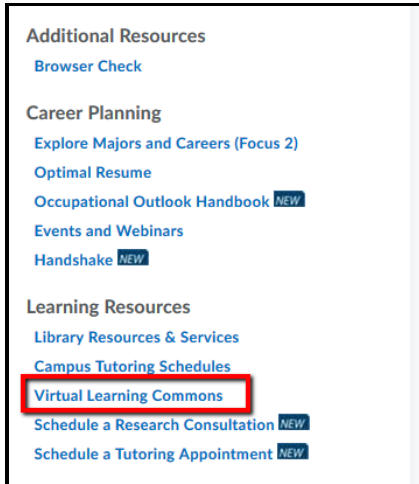 Additional Resources
Browser Check
Career Planning
Explore Majors and Careers (Focus 2)
Optimal Resume
Occupational Outlook Handbook NEW
Events and Webinars
Handshake NEW
Learning Resources
Library Resources & Services
Campus Tutoring Schedules
Virtual Learning Commons
Schedule a Research Consultation NEW
Schedule a Tutoring Appointment NEW